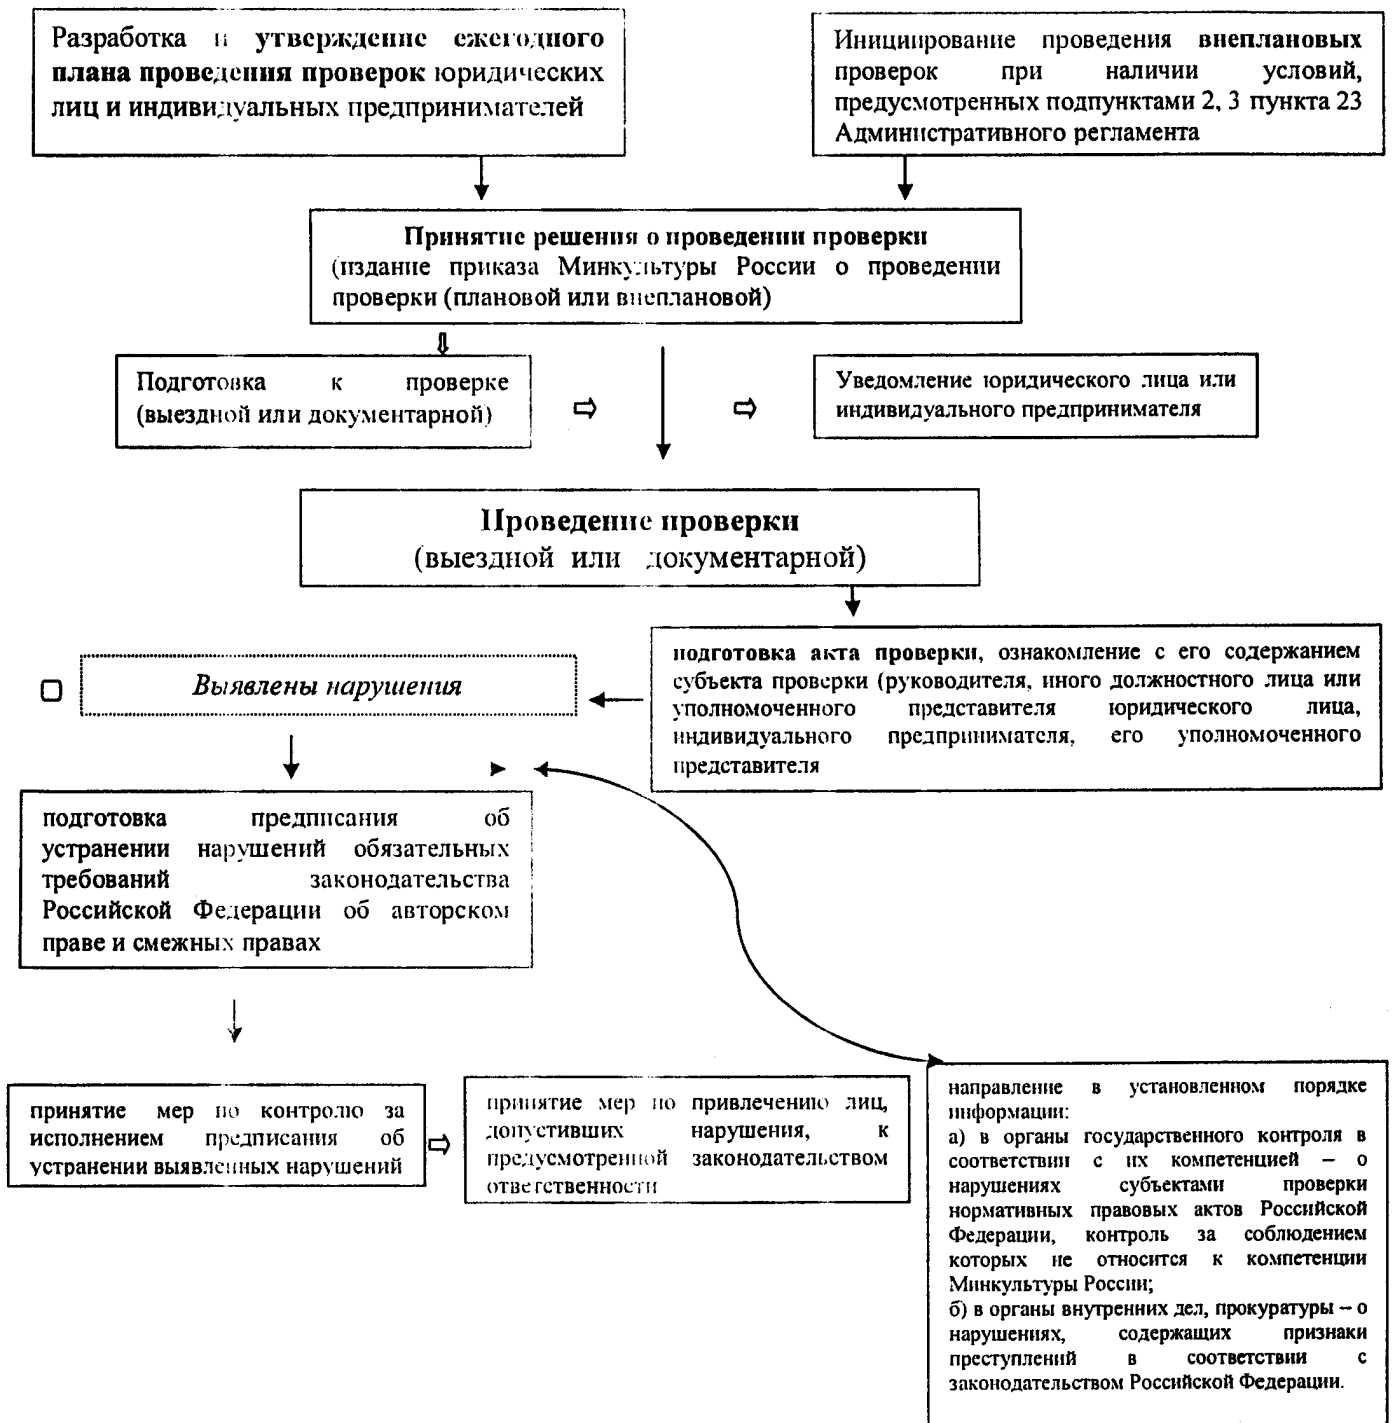 Разработка и утверждение ежегодного
плана проведения проверок юридических
лиц и индивидуальных предпринимателей
Инициирование проведения внеплановых
проверок при наличии условий,
предусмотренных подпунктами 2, 3 пункта 23
Административного регламента
Принятие решения о проведении проверки
(издание приказа Минкультуры России о проведении
проверки (плановой или внеплановой)
Подготовка к проверке
(выездной или документарной)
Уведомление юридического лица или
индивидуального предпринимателя
Проведение проверки
(выездной или документарной)
подготовка акта проверки, ознакомление с его содержанием
субъекта проверки (руководителя, иного должностного лица или
уполномоченного представителя юридического лица,
индивидуального предпринимателя, его уполномоченного
представителя
Выявлены нарушения
подготовка предписания об
устранении нарушений обязательных
требований законодательства
Российской Федерации об авторском
праве и смежных правах
принятие мер по контролю за
исполнением предписания об
устранении выявленных нарушений
принятие мер по привлечению лиц,
допустивших нарушения, к
предусмотренной законодательством
ответственности
направление в установленном порядке
информации:
а) в органы государственного контроля в
соответствии с их компетенцией – о
нарушениях субъектами проверки
нормативных правовых актов Российской
Федерации, контроль за соблюдением
которых не относится к компетенции
Минкультуры России;
б) в органы внутренних дел, прокуратуры – о
нарушениях, содержащих признаки
преступлений в соответствии с
законодательством Российской Федерации.